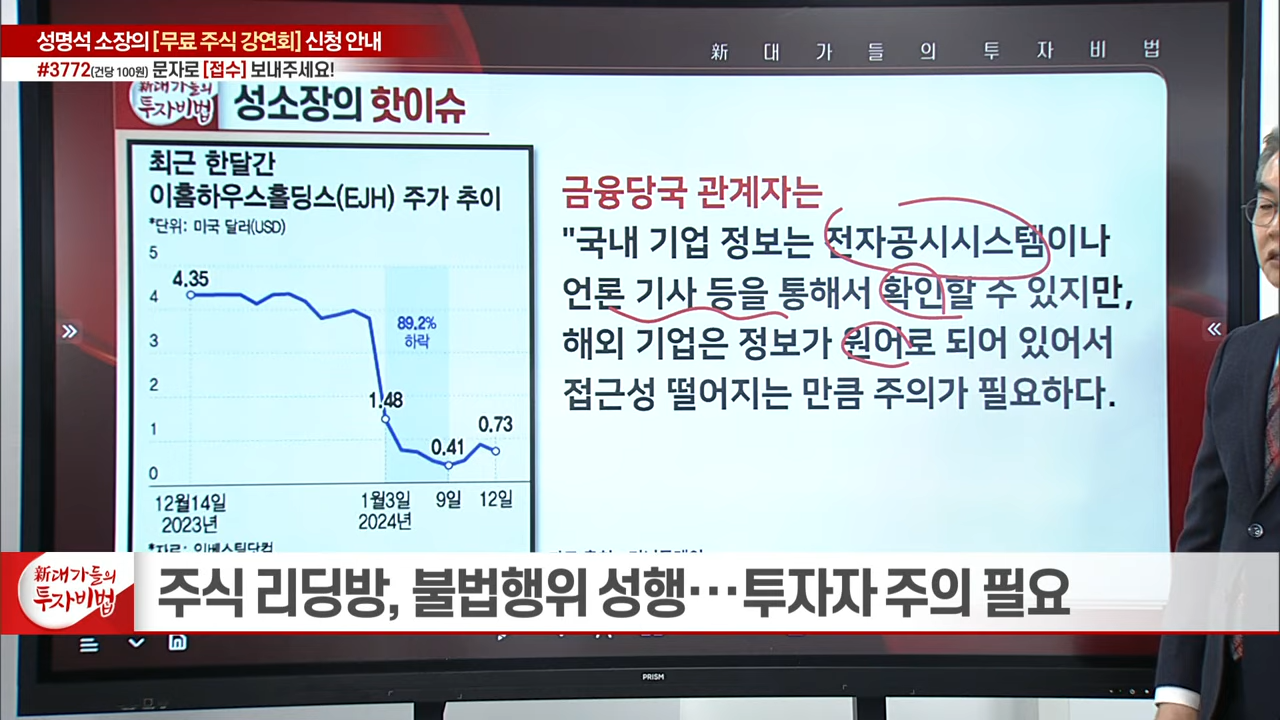 성명석 소장의 [무료 주식 강연회] 신청 안내
#3772(건당 100원) 문자로 [접수] 보내주세요!
新 대 가 들 의 투 자 비 법
新대가들의
투자비법
성소장의 핫이슈
최근 한달간
이홈하우스홀딩스(EJH) 주가 추이
*단위: 미국 달러(USD)
5
4.35
4
3
89.2%
하락
2
1.48
1
0.41
0.73
0
12월14일
2023년
1월3일
2024년
9일
12일
*자료: 인베스팅닷컴
금융당국 관계자는
"국내 기업 정보는 전자공시시스템이나
언론 기사 등을 통해서 확인할 수 있지만,
해외 기업은 정보가 원어로 되어 있어서
접근성 떨어지는 만큼 주의가 필요하다.
新대가들의
투자비법
주식 리딩방, 불법행위 성행…투자자 주의 필요
PRISM